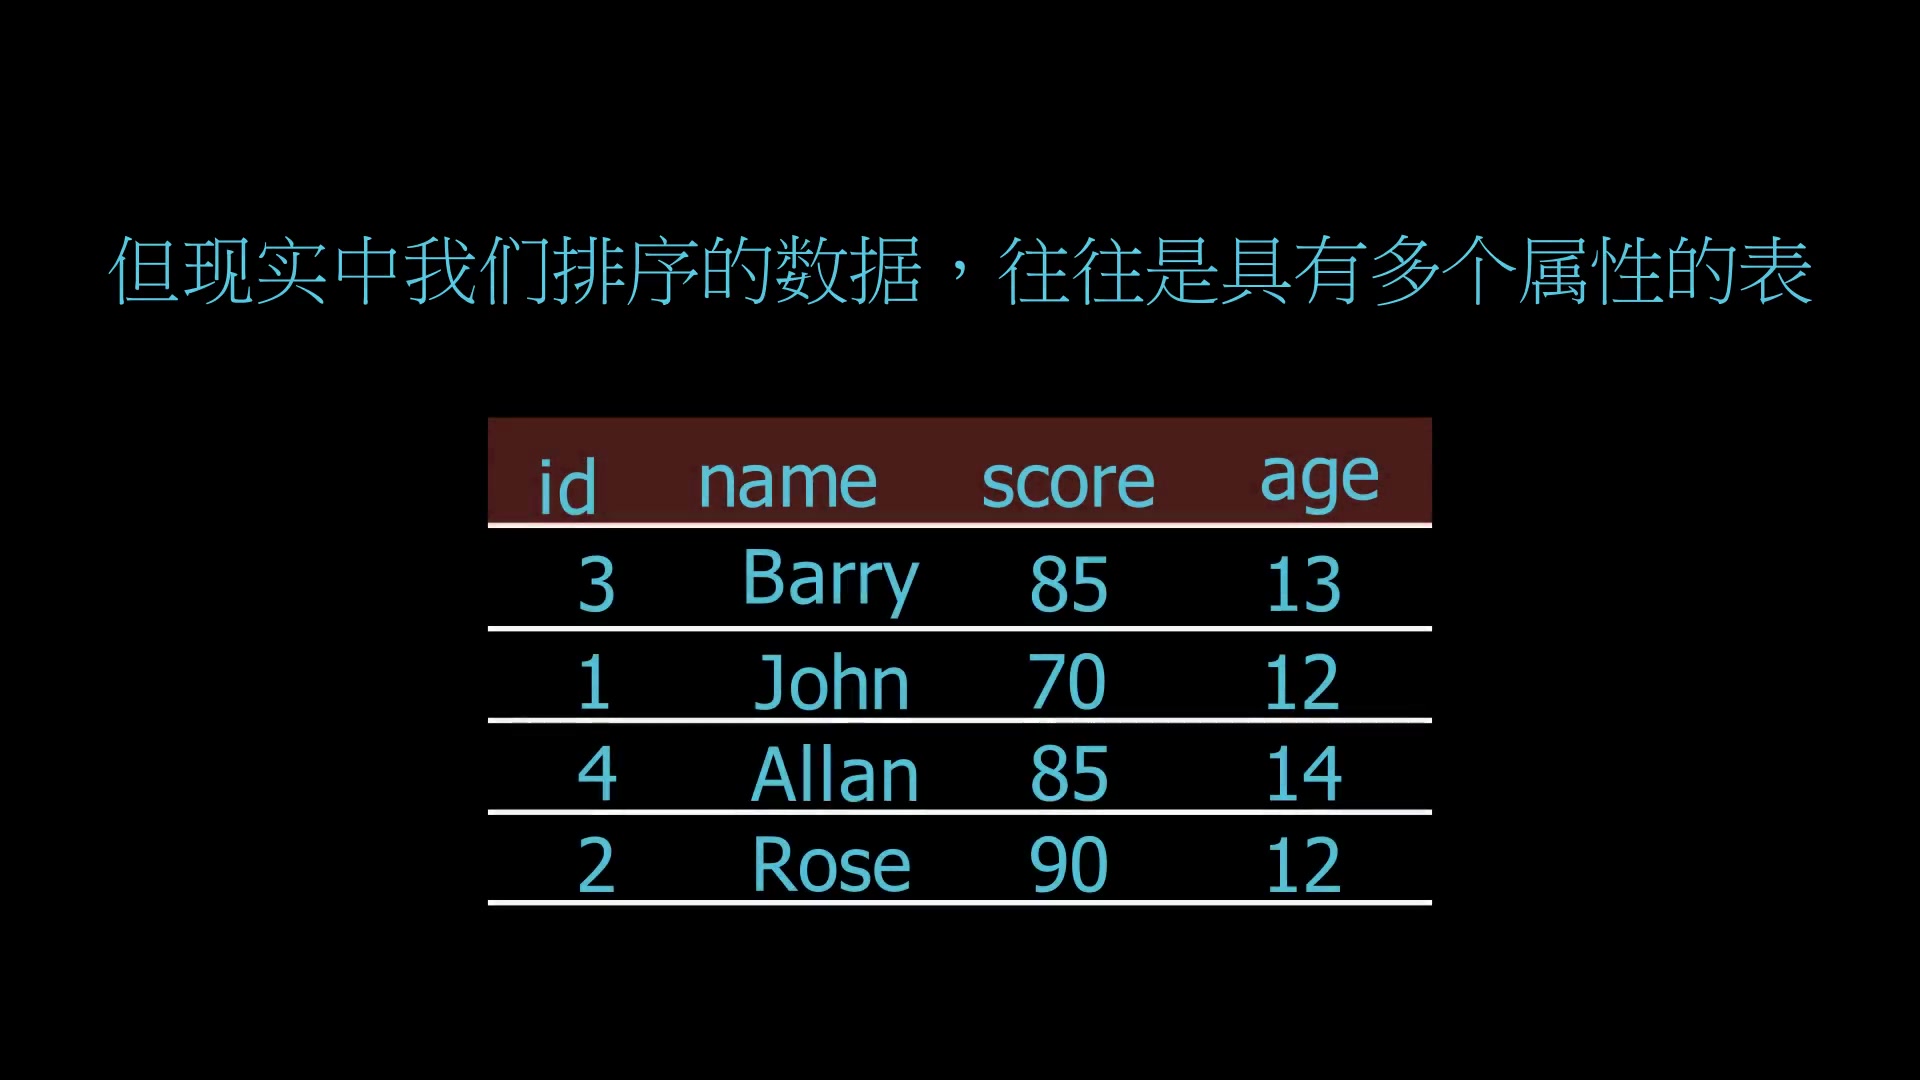 但现实中我们排序的数据，往往是具有多个属性的表
id name score age
3 Barry 85 13
1 John 70 12
4 Allan 85 14
2 Rose 90 12